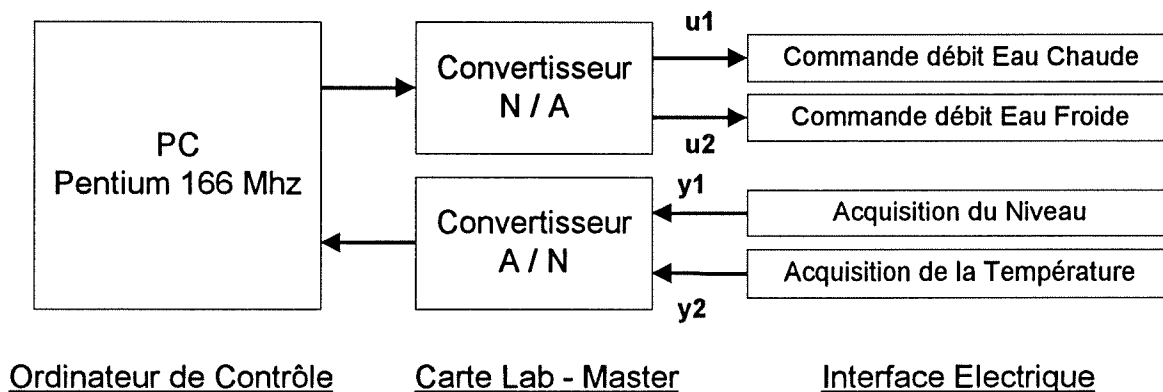 u1
Commande débit Eau Chaude
Convertisseur
N / A
Commande débit Eau Froide
u2
PC
Pentium 166 Mhz
y1
Acquisition du Niveau
Convertisseur
A / N
Acquisition de la Température
y2
Ordinateur de Contrôle
Carte Lab - Master
Interface Electrique